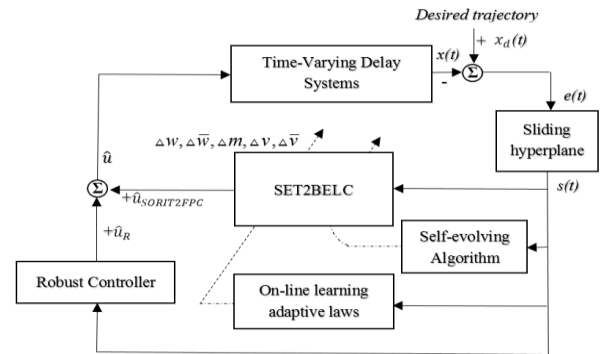 Desired trajectory
+ x_d(t)
x(t)
-
Σ
Time-Varying Delay
Systems
e(t)
Sliding
hyperplane
s(t)
△w, △w̅, △m, △v, △v̅
û
SET2BELC
Σ
+û_SORIT2FPC
+û_R
Self-evolving
Algorithm
Robust Controller
On-line learning
adaptive laws